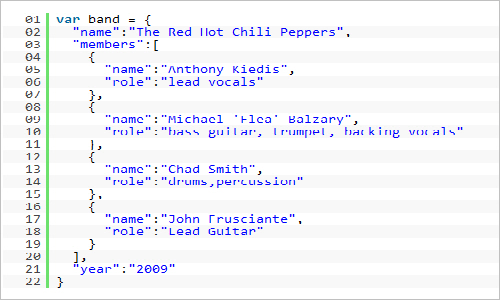 01 var band = {
02   "name":"The Red Hot Chili Peppers",
03   "members":[
04     {
05       "name":"Anthony Kiedis",
06       "role":"lead vocals"
07     },
08     {
09       "name":"Michael 'Flea' Balzary",
10       "role":"bass guitar, trumpet, backing vocals"
11     },
12     {
13       "name":"Chad Smith",
14       "role":"drums,percussion"
15     },
16     {
17       "name":"John Frusciante",
18       "role":"Lead Guitar"
19     }
20   ],
21   "year":"2009"
22 }